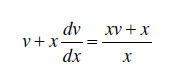 v + x dv/dx = (xv + x)/x